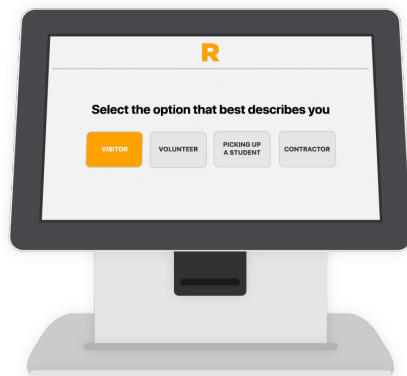 R
Select the option that best describes you
VISITOR
VOLUNTEER
PICKING UP
A STUDENT
CONTRACTOR